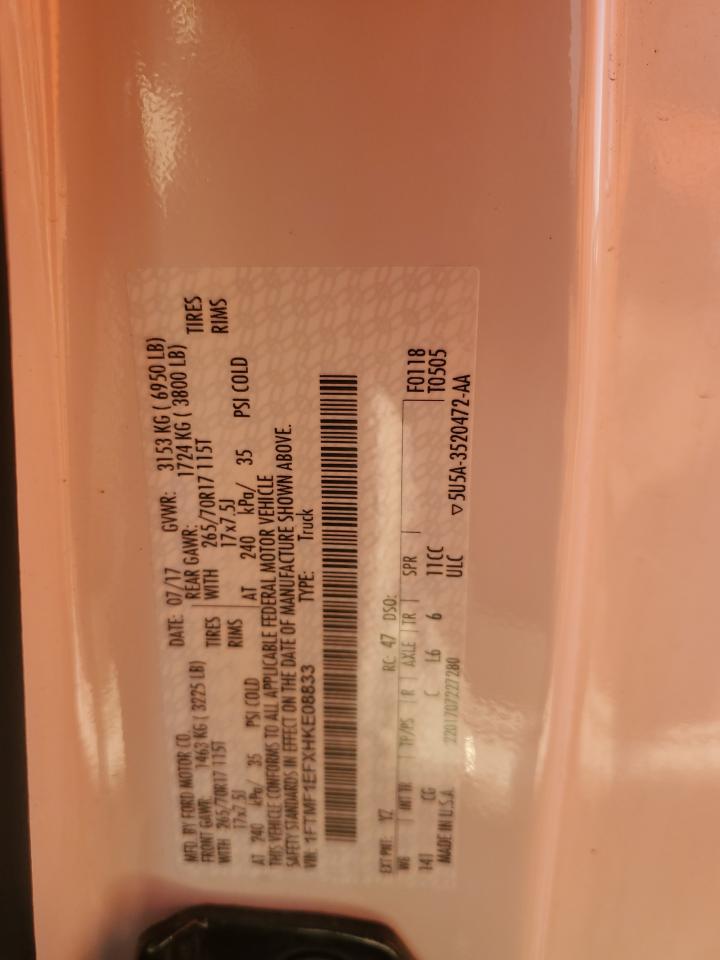 MFD. BY FORD MOTOR CO. DATE: 07/17 GVWR: 3153 KG ( 6950 LB)
FRONT GAWR: 1463 KG ( 3225 LB) REAR GAWR: 1724 KG ( 3800 LB)
WITH 265/70R17 115T TIRES WITH 265/70R17 115T TIRES
17x7.5J RIMS 17x7.5J RIMS
AT 240 kPa/ 35 PSI COLD AT 240 kPa/ 35 PSI COLD
THIS VEHICLE CONFORMS TO ALL APPLICABLE FEDERAL MOTOR VEHICLE
SAFETY STANDARDS IN EFFECT ON THE DATE OF MANUFACTURE SHOWN ABOVE.
VIN: 1FTMF1EFXHKE08833 TYPE: Truck
EXT PNT: YZ RC: 47 DSO:
WB INT TR TP/PS R AXLE TR SPR F0118
141 CG C L6 6 11CC T0505
MADE IN U.S.A. 2201707227280 ULC ▽5U5A-3520472-AA